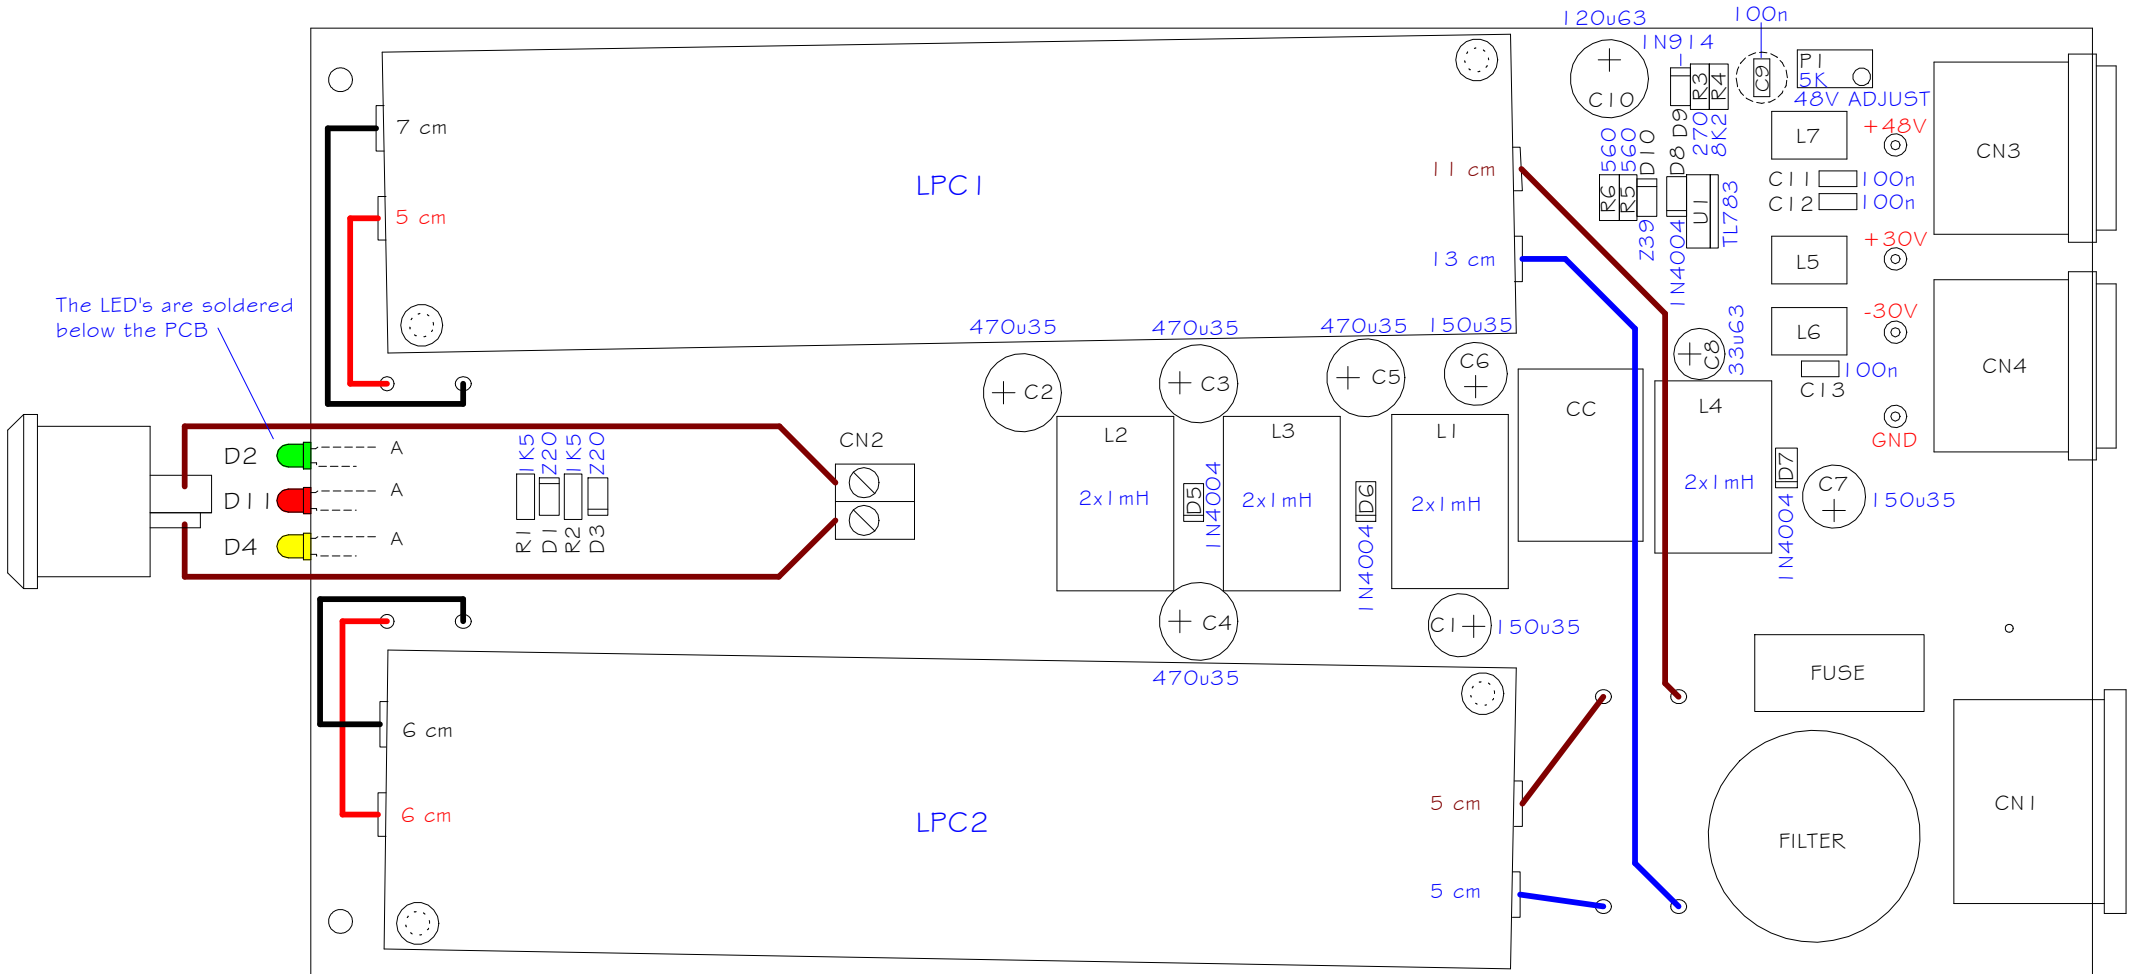 120u63
100n
1N914
P1
5K
48V ADJUST
C10
R3
R4
C9
7 cm
5 cm
LPC1
11 cm
13 cm
560
560
D10
D8
D9
270
8K2
R6
R5
U1
TL783
Z39
1N4004
L7
+48V
C11
100n
C12
100n
CN3
+30V
L5
-30V
L6
100n
C13
CN4
GND
The LED's are soldered
below the PCB
470u35
470u35
470u35
150u35
33u63
C2
C3
C5
C6
C8
CC
L4
2x1mH
D2
A
D11
A
D4
A
1K5
Z20
1K5
Z20
R1
D1
R2
D3
CN2
L2
2x1mH
D5
1N4004
L3
2x1mH
D6
1N4004
L1
2x1mH
D7
1N4004
C7
150u35
C4
470u35
C1
150u35
FUSE
6 cm
6 cm
LPC2
5 cm
5 cm
FILTER
CN1